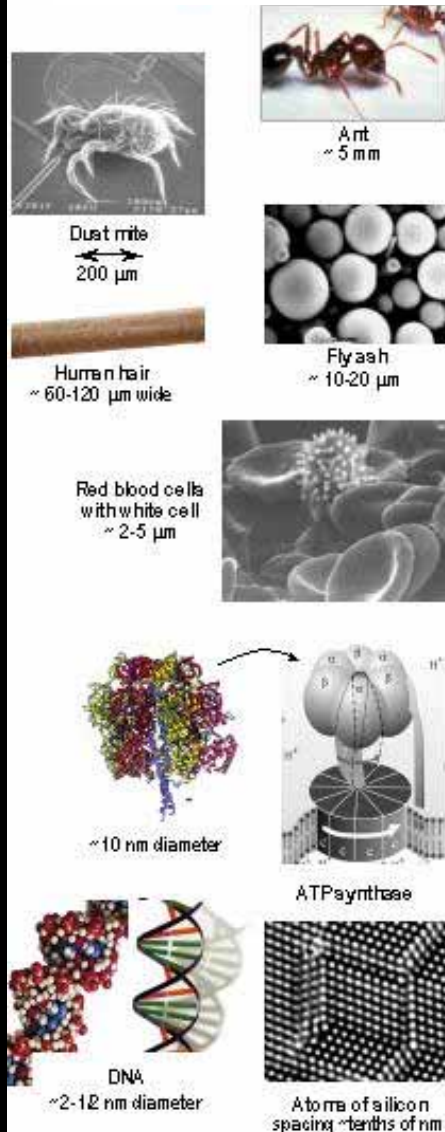 Ant
~ 5 mm
Dust mite
200 µm
Human hair
~ 60-120 µm wide
Fly ash
~ 10-20 µm
Red blood cells
with white cell
~ 2-5 µm
α
β
α
β
α
H⁺
~10 nm diameter
ATP synthase
DNA
~2-1/2 nm diameter
Atoms of silicon
spacing ~tenths of nm